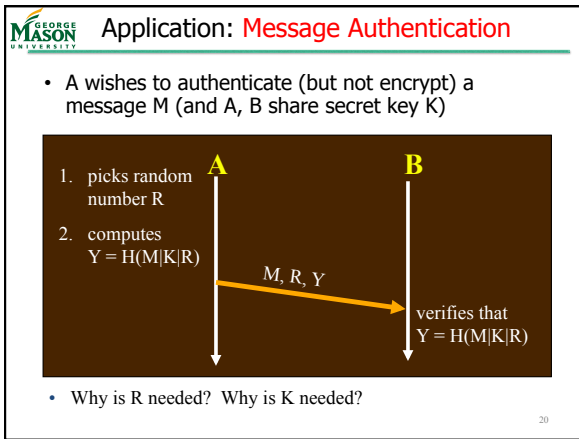 GEORGE
MASON
UNIVERSITY
Application: Message Authentication
• A wishes to authenticate (but not encrypt) a
message M (and A, B share secret key K)
A
B
1. picks random
number R
2. computes
Y = H(M|K|R)
M, R, Y
verifies that
Y = H(M|K|R)
• Why is R needed? Why is K needed?
20